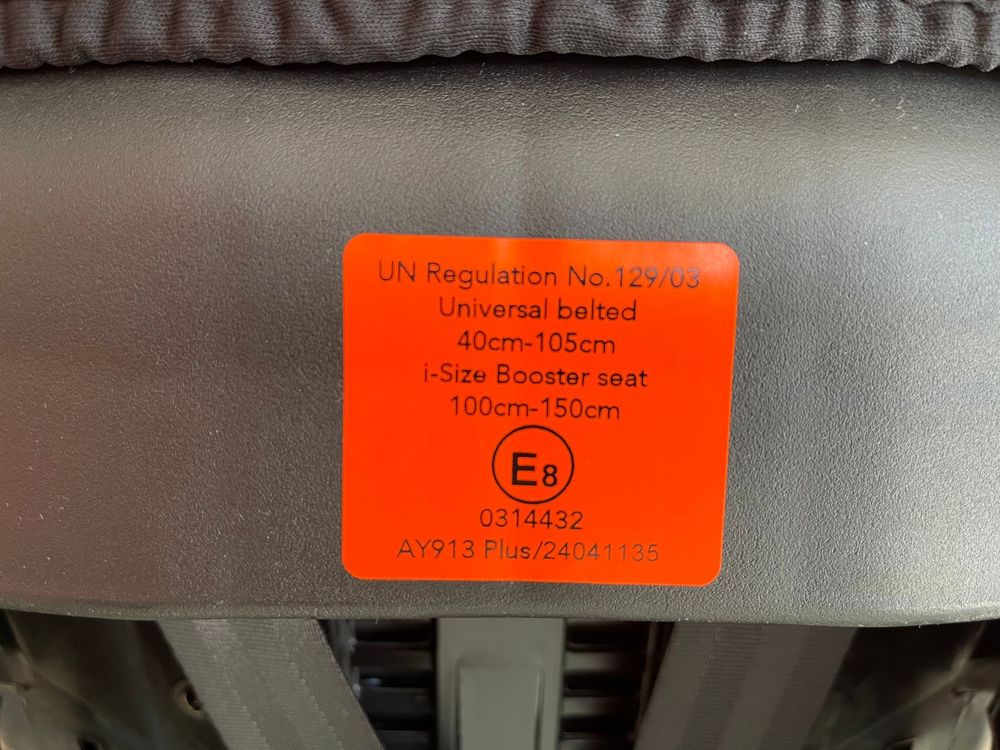 UN Regulation No.129/03
Universal belted
40cm-105cm
i-Size Booster seat
100cm-150cm
E8
0314432
AY913 Plus/24041135